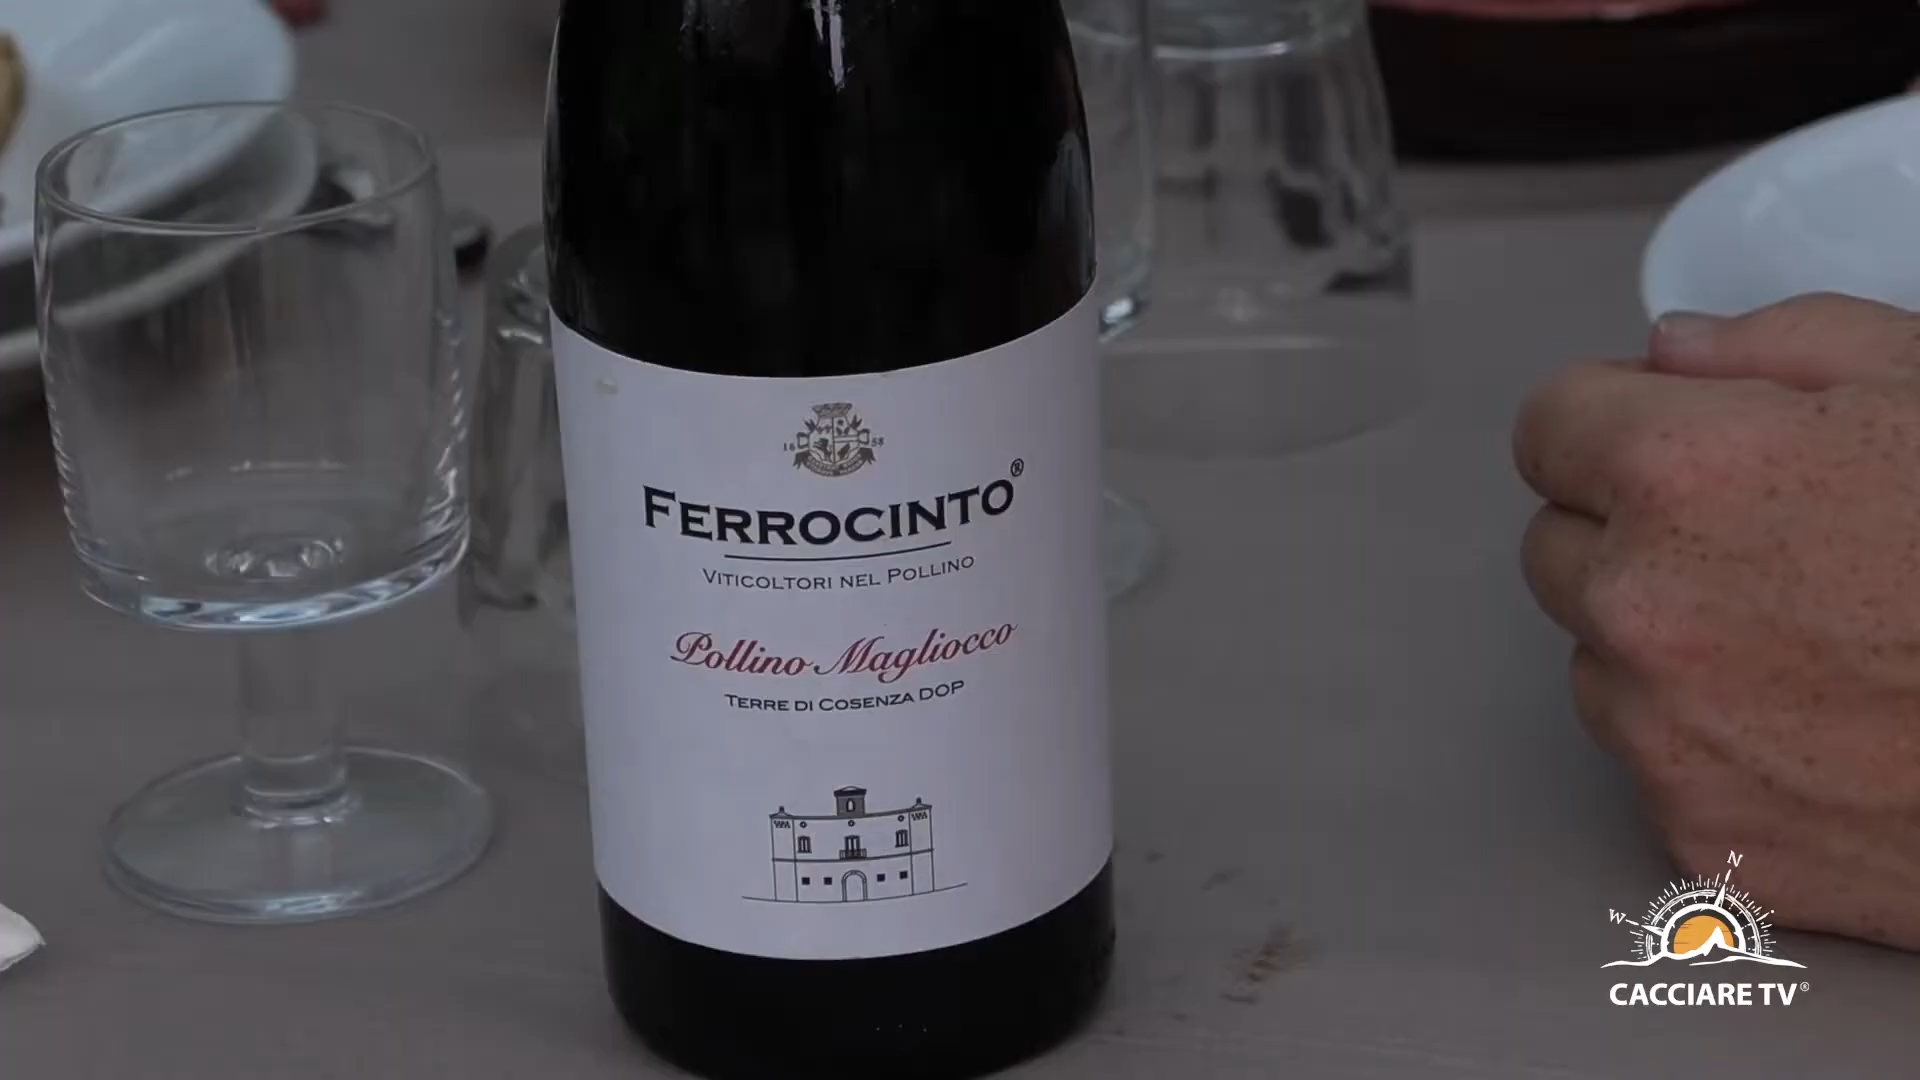 16 58
FERROCINTO®
VITICOLTORI NEL POLLINO
Pollino Magliocco
TERRE DI COSENZA DOP
N
W
CACCIARE TV®